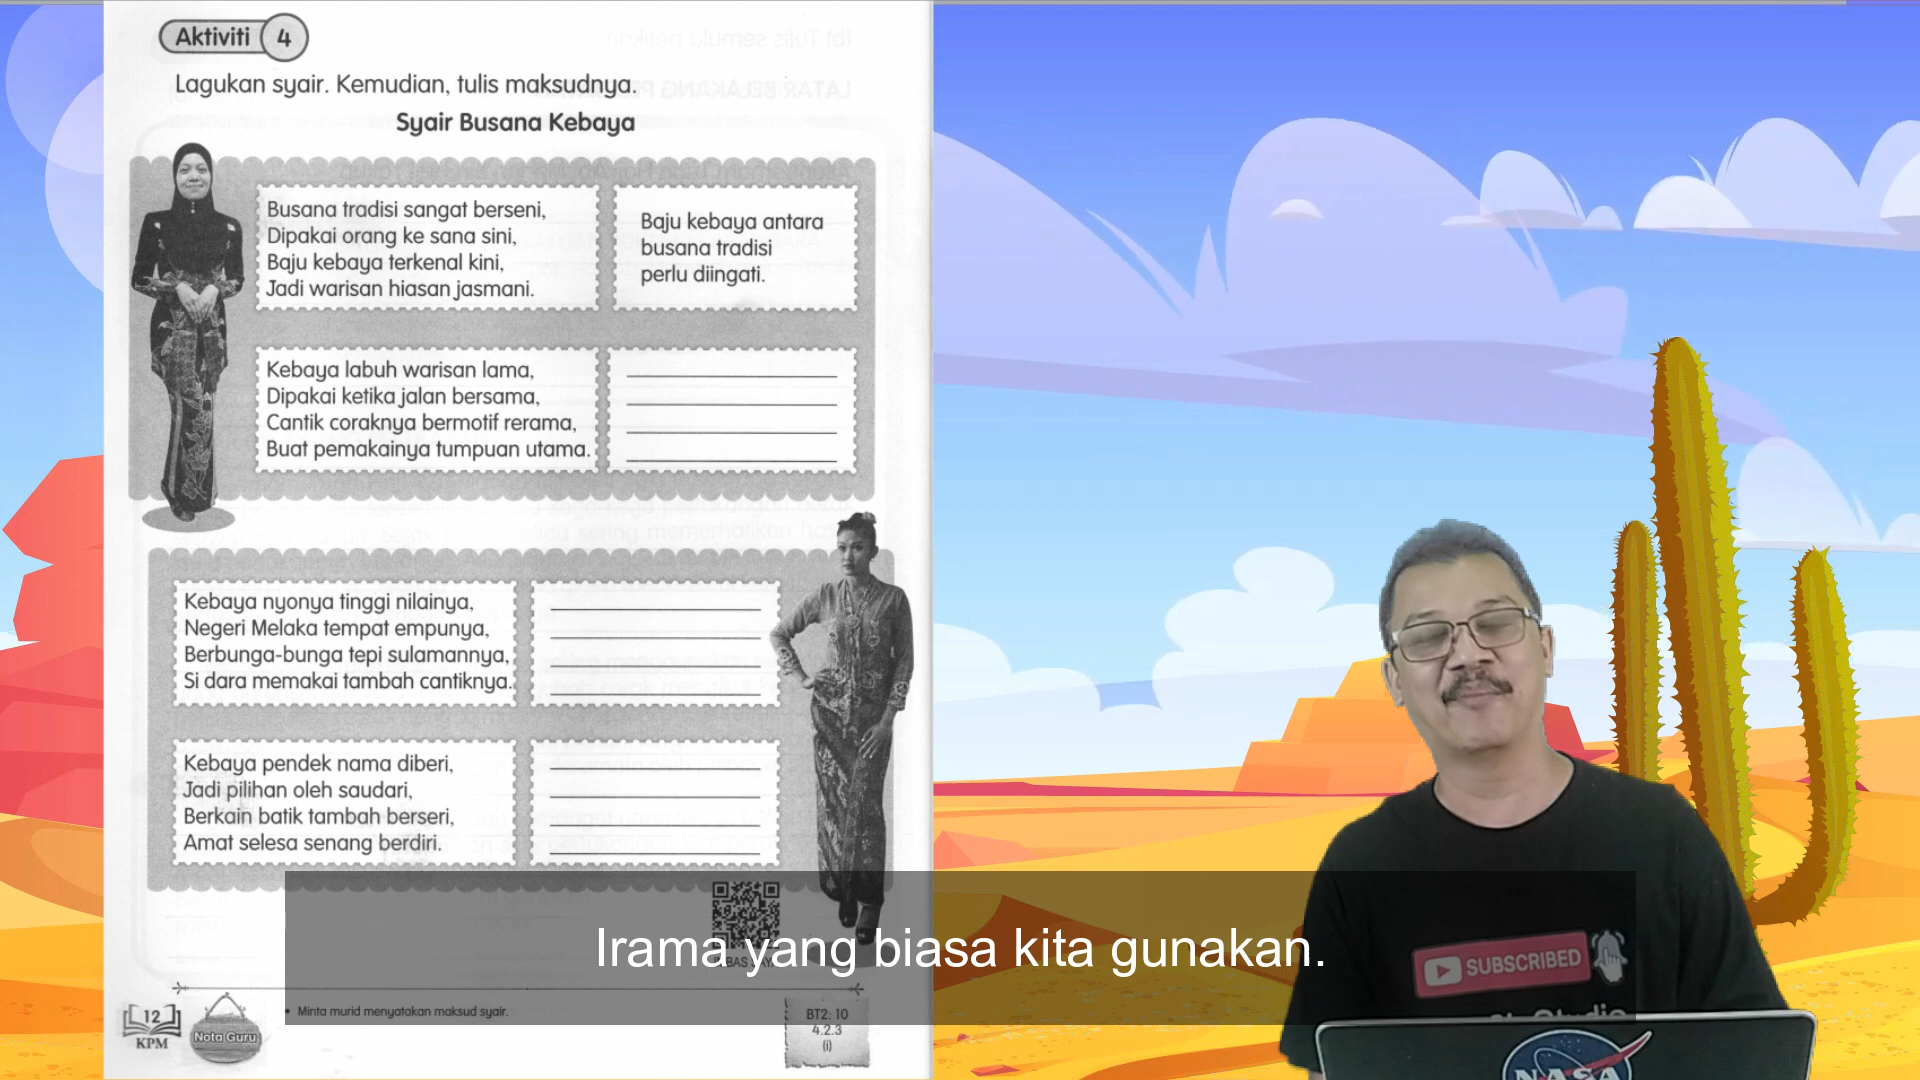 Aktiviti 4
Lagukan syair. Kemudian, tulis maksudnya.
Syair Busana Kebaya
Busana tradisi sangat berseni,
Dipakai orang ke sana sini,
Baju kebaya terkenal kini,
Jadi warisan hiasan jasmani.
Baju kebaya antara
busana tradisi
perlu diingati.
Kebaya labuh warisan lama,
Dipakai ketika jalan bersama,
Cantik coraknya bermotif rerama,
Buat pemakainya tumpuan utama.
Kebaya nyonya tinggi nilainya,
Negeri Melaka tempat empunya,
Berbunga-bunga tepi sulamannya,
Si dara memakai tambah cantiknya.
Kebaya pendek nama diberi,
Jadi pilihan oleh saudari,
Berkain batik tambah berseri,
Amat selesa senang berdiri.
Irama yang biasa kita gunakan.
12
KPM
Nota Guru
• Minta murid menyatakan maksud syair.
BT2: 10
4.2.3
(i)
SUBSCRIBED
Studio
NASA